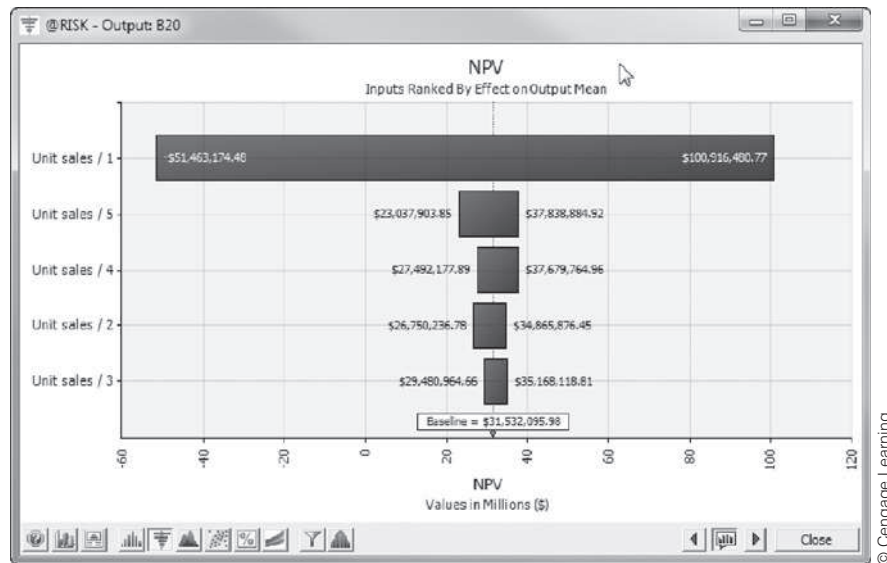 @RISK - Output: B20
NPV
Inputs Ranked By Effect on Output Mean
Unit sales / 1
-$51,463,174.48
$100,916,480.77
Unit sales / 5
$23,037,903.85
$37,838,884.92
Unit sales / 4
$27,492,177.89
$37,679,764.96
Unit sales / 2
$26,750,236.78
$34,865,876.45
Unit sales / 3
$29,480,964.66
$35,168,118.81
Baseline = $31,532,095.98
-60
-40
-20
0
20
40
60
80
100
120
NPV
Values in Millions ($)
Close
© Cengage Learning